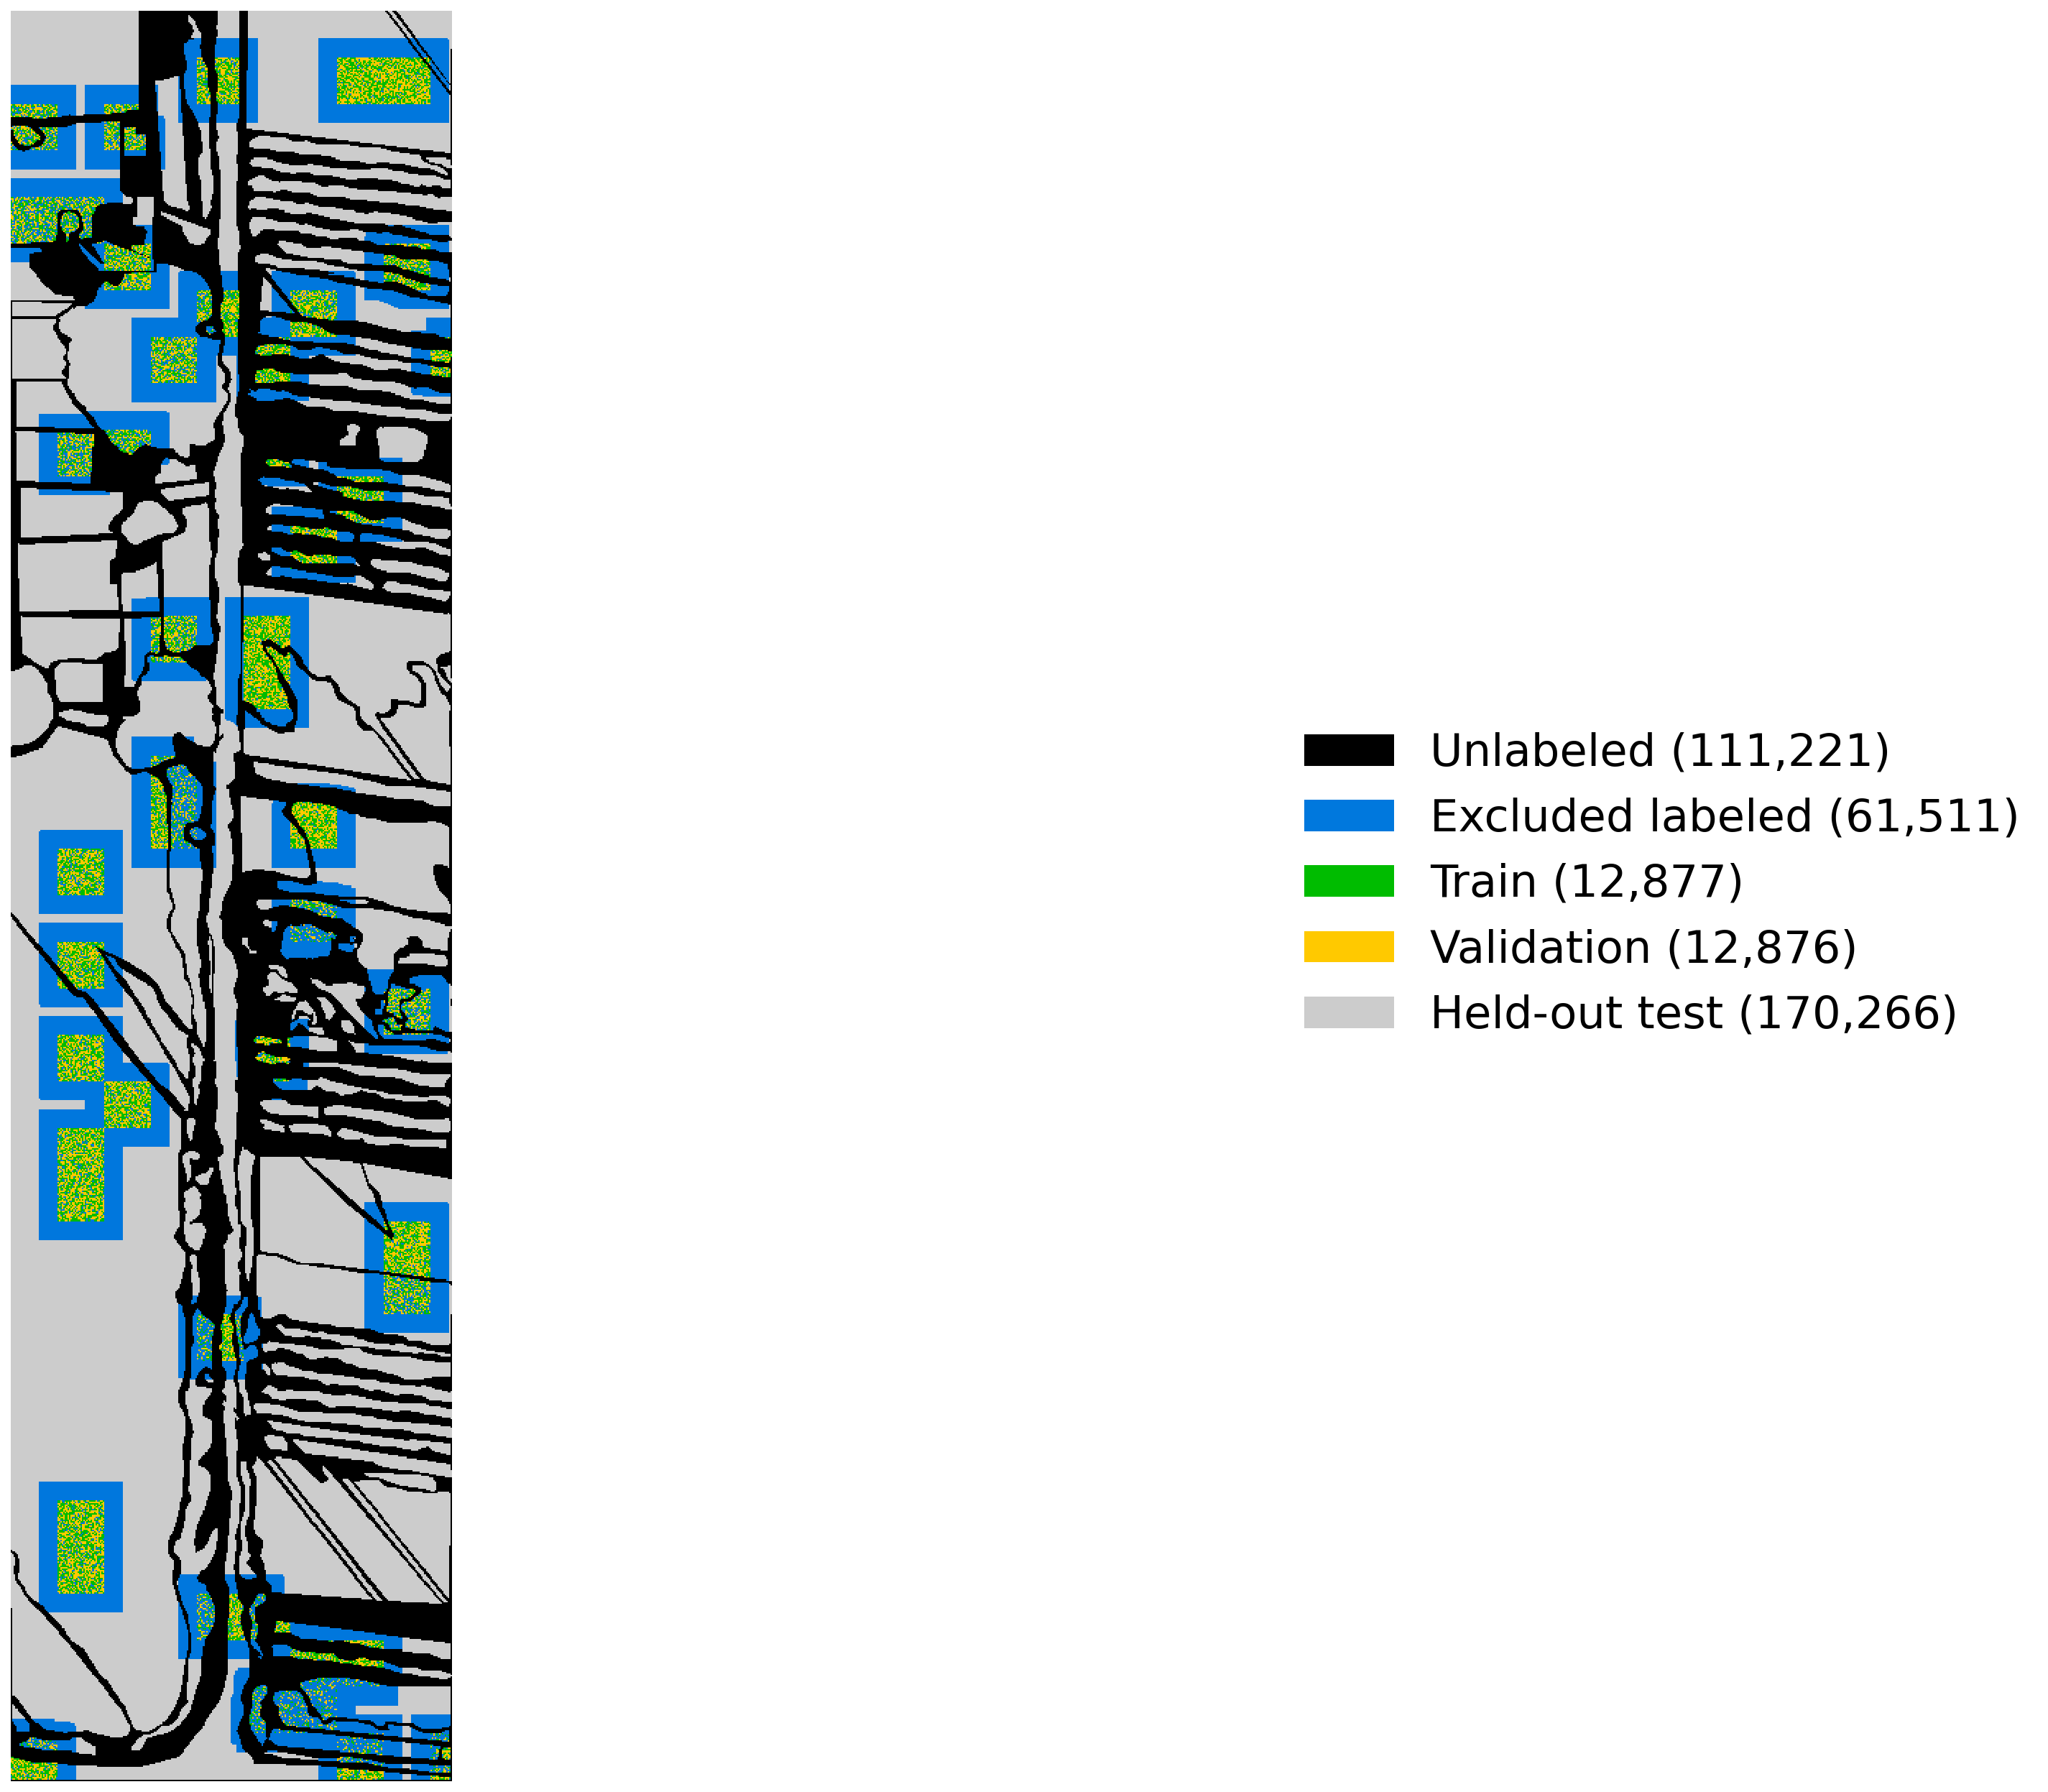 Unlabeled (111,221)
Excluded labeled (61,511)
Train (12,877)
Validation (12,876)
Held-out test (170,266)